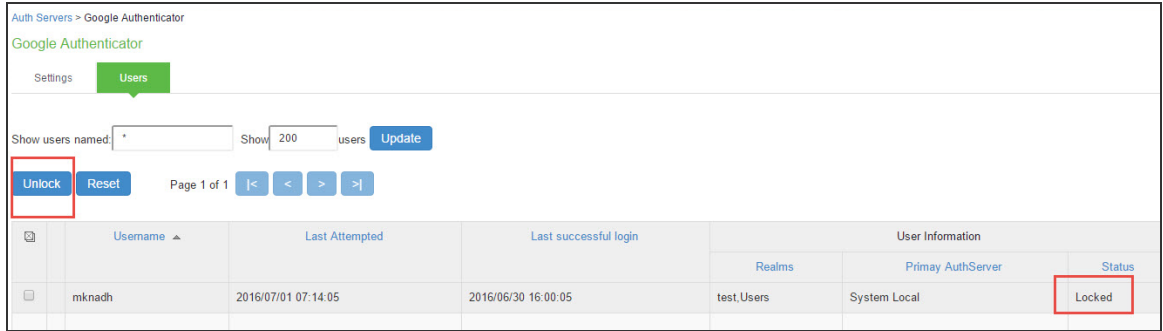 Auth Servers > Google Authenticator
Google Authenticator
Settings Users
Show users named: * Show 200 users Update
Unlock Reset Page 1 of 1 |< < > >|
Username Last Attempted Last successful login User Information
Realms Primay AuthServer Status
mknadh 2016/07/01 07:14:05 2016/06/30 16:00:05 test,Users System Local Locked